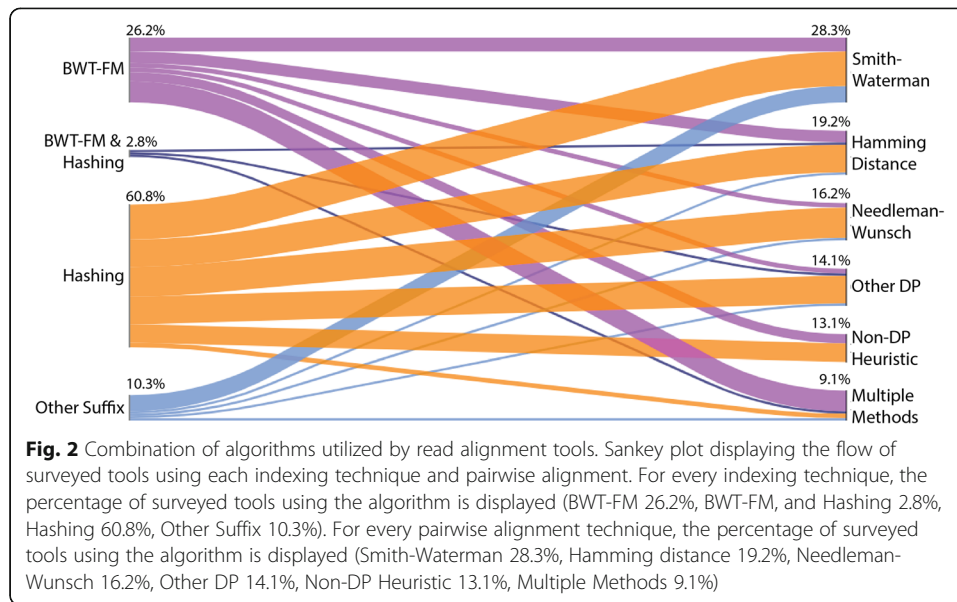 26.2%
BWT-FM
BWT-FM & 2.8%
Hashing
60.8%
Hashing
10.3%
Other Suffix
28.3%
Smith-
Waterman
19.2%
Hamming
Distance
16.2%
Needleman-
Wunsch
14.1%
Other DP
13.1%
Non-DP
Heuristic
9.1%
Multiple
Methods
Fig. 2 Combination of algorithms utilized by read alignment tools. Sankey plot displaying the flow of
surveyed tools using each indexing technique and pairwise alignment. For every indexing technique, the
percentage of surveyed tools using the algorithm is displayed (BWT-FM 26.2%, BWT-FM, and Hashing 2.8%,
Hashing 60.8%, Other Suffix 10.3%). For every pairwise alignment technique, the percentage of surveyed
tools using the algorithm is displayed (Smith-Waterman 28.3%, Hamming distance 19.2%, Needleman-
Wunsch 16.2%, Other DP 14.1%, Non-DP Heuristic 13.1%, Multiple Methods 9.1%)